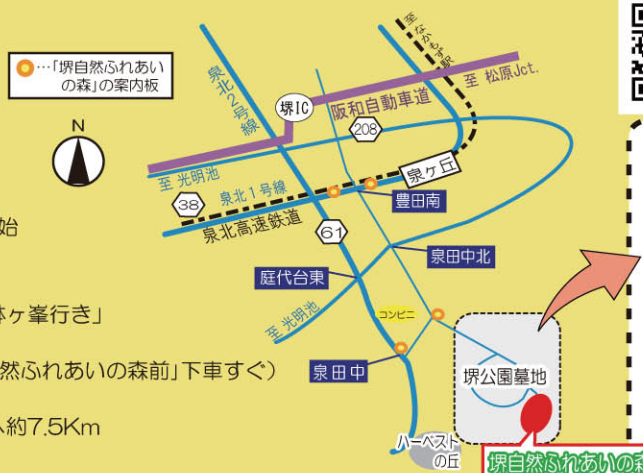 …「堺自然ふれあい
の森」の案内板
N
始
ヶ峯行き」
然ふれあいの森前」下車すぐ)
約7.5Km
至 なかもず駅
泉北2号線
堺IC
阪和自動車道
至 松原Jct.
208
至 光明池
泉ヶ丘
38
泉北1号線
豊田南
泉北高速鉄道
61
泉田中北
庭代台東
至 光明池
コンビニ
泉田中
堺公園墓地
ハーベスト
の丘
堺自然ふれあいの森